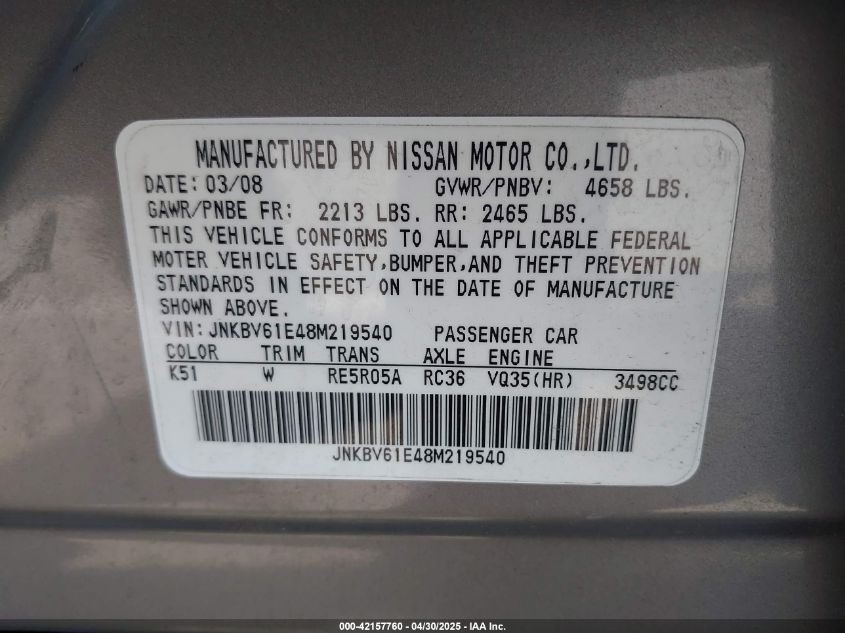 MANUFACTURED BY NISSAN MOTOR CO.,LTD.
DATE: 03/08 GVWR/PNBV: 4658 LBS.
GAWR/PNBE FR: 2213 LBS. RR: 2465 LBS.
THIS VEHICLE CONFORMS TO ALL APPLICABLE FEDERAL
MOTER VEHICLE SAFETY,BUMPER,AND THEFT PREVENTION
STANDARDS IN EFFECT ON THE DATE OF MANUFACTURE
SHOWN ABOVE.
VIN: JNKBV61E48M219540 PASSENGER CAR
COLOR TRIM TRANS AXLE ENGINE
K51 W RE5R05A RC36 VQ35(HR) 3498CC
JNKBV61E48M219540
000-42157760 - 04/30/2025 - IAA Inc.